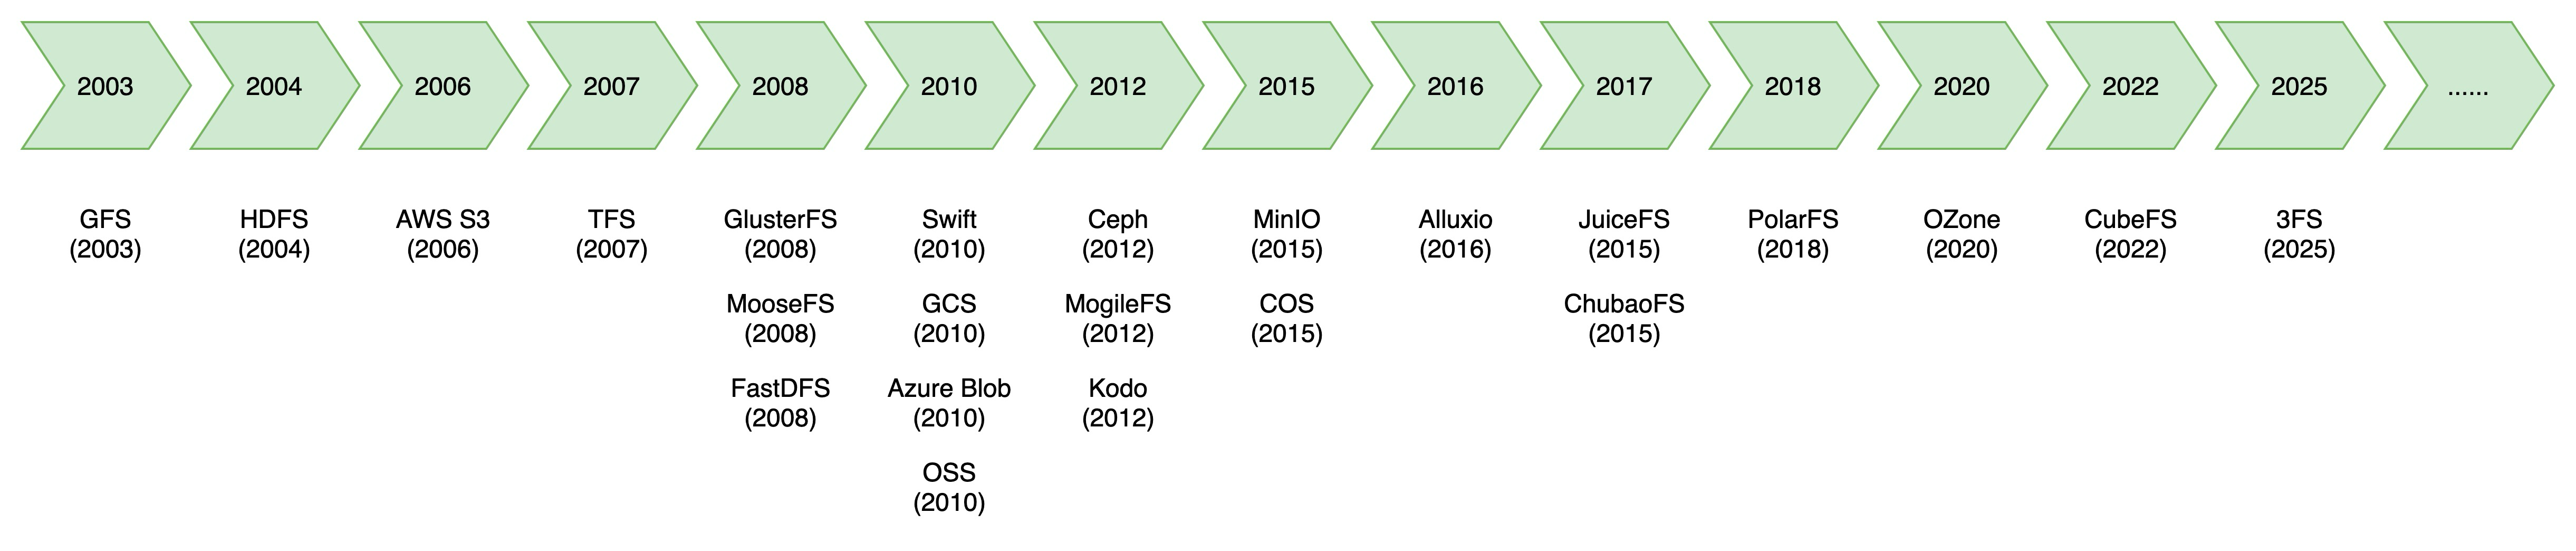 2003
2004
2006
2007
2008
2010
2012
2015
2016
2017
2018
2020
2022
2025
......
GFS
(2003)
HDFS
(2004)
AWS S3
(2006)
TFS
(2007)
GlusterFS
(2008)
MooseFS
(2008)
FastDFS
(2008)
Swift
(2010)
GCS
(2010)
Azure Blob
(2010)
OSS
(2010)
Ceph
(2012)
MogileFS
(2012)
Kodo
(2012)
MinIO
(2015)
COS
(2015)
Alluxio
(2016)
JuiceFS
(2015)
ChubaoFS
(2015)
PolarFS
(2018)
OZone
(2020)
CubeFS
(2022)
3FS
(2025)